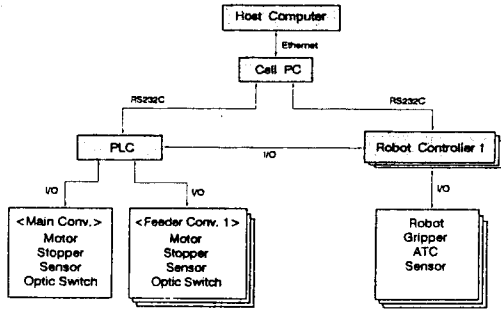 Host Computer
Ethernet
Cell PC
RS232C
RS232C
PLC
I/O
Robot Controller 1
I/O
I/O
I/O
<Main Conv.>
Motor
Stopper
Sensor
Optic Switch
<Feeder Conv. 1>
Motor
Stopper
Sensor
Optic Switch
Robot
Gripper
ATC
Sensor